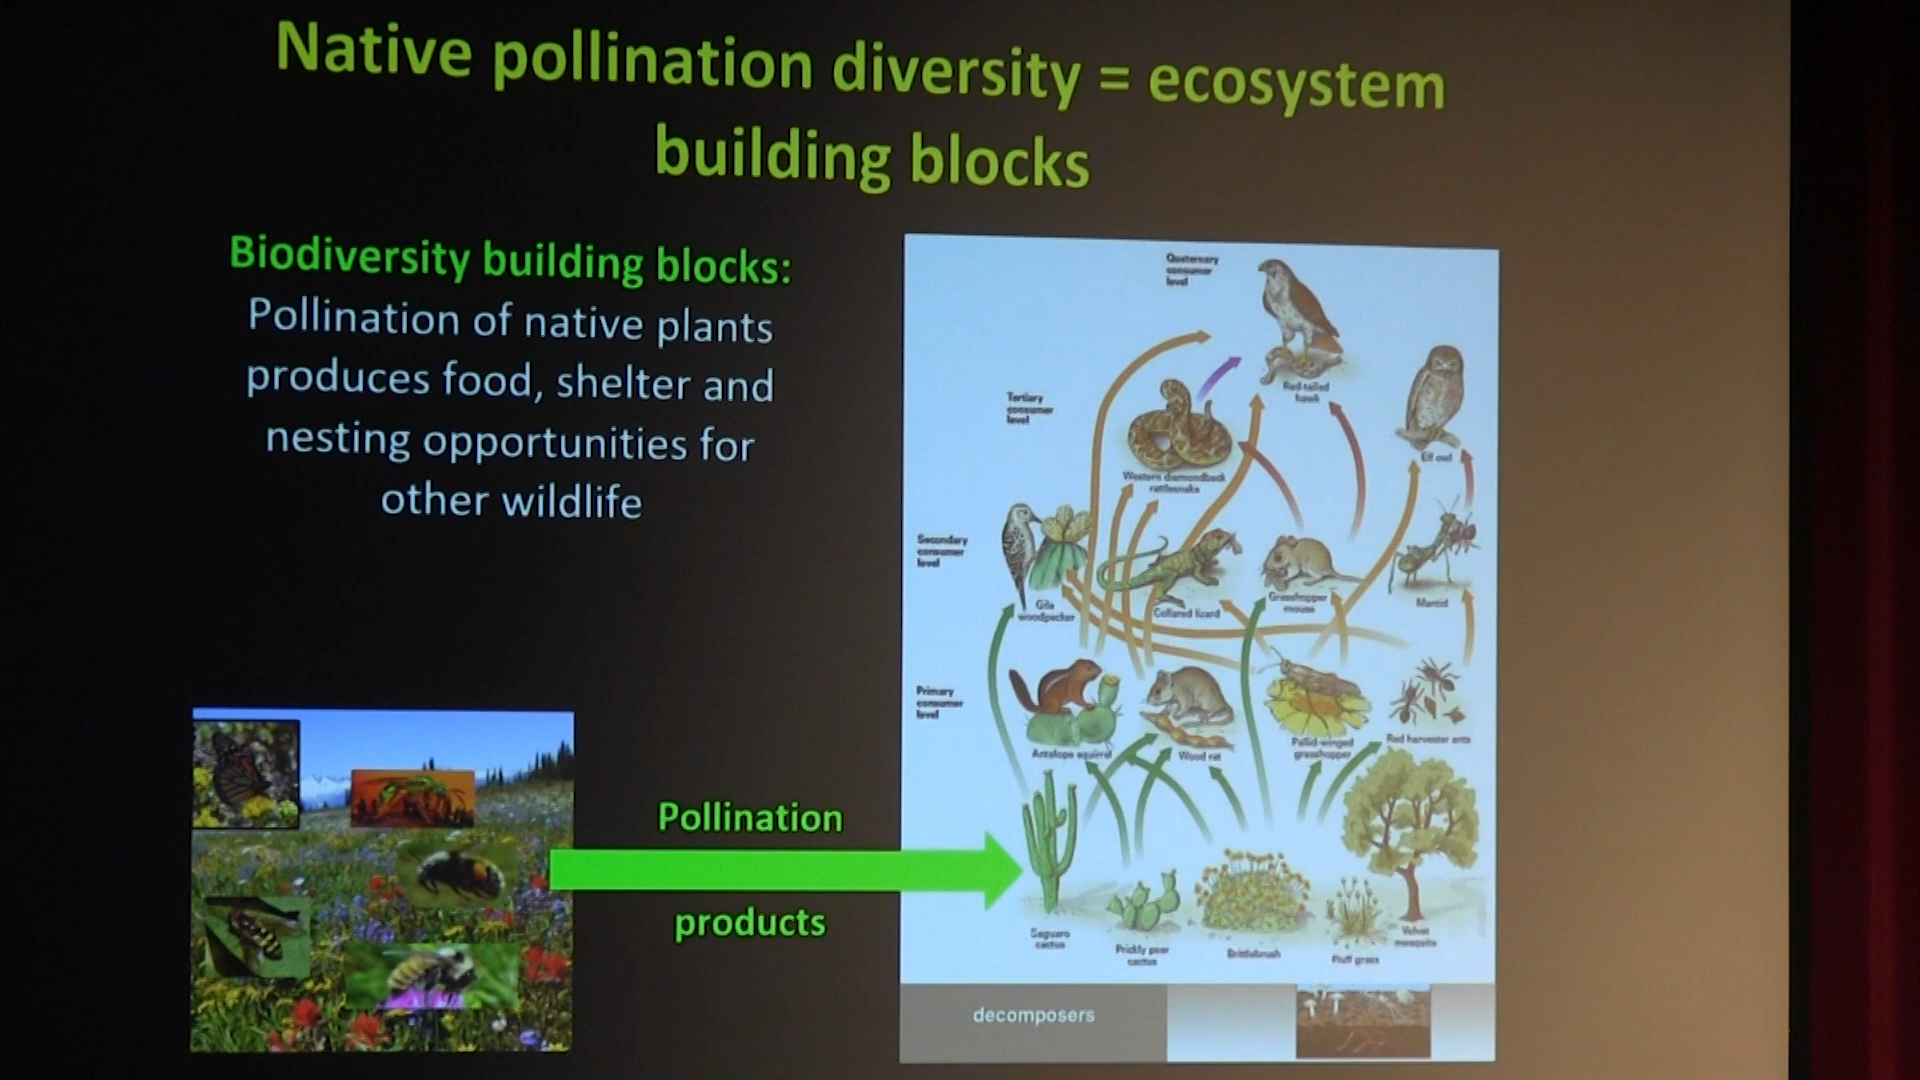 Native pollination diversity = ecosystem
building blocks
Biodiversity building blocks:
Pollination of native plants
produces food, shelter and
nesting opportunities for
other wildlife
Quaternary
consumer
level
Red-tailed
hawk
Tertiary
consumer
level
Elf owl
Western diamondback
rattlesnake
Secondary
consumer
level
Gila
woodpecker
Collared lizard
Grasshopper
mouse
Mantid
Primary
consumer
level
Antelope squirrel
Wood rat
Pallid-winged
grasshopper
Red harvester ants
Pollination
products
Saguaro
cactus
Prickly pear
cactus
Brittlebrush
Fluff grass
Velvet
mesquite
decomposers